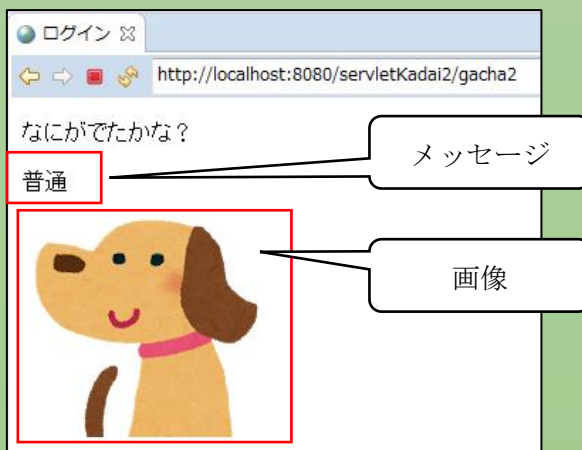 ログイン
http://localhost:8080/servletKadai2/gacha2
なにがでたかな？
メッセージ
普通
画像